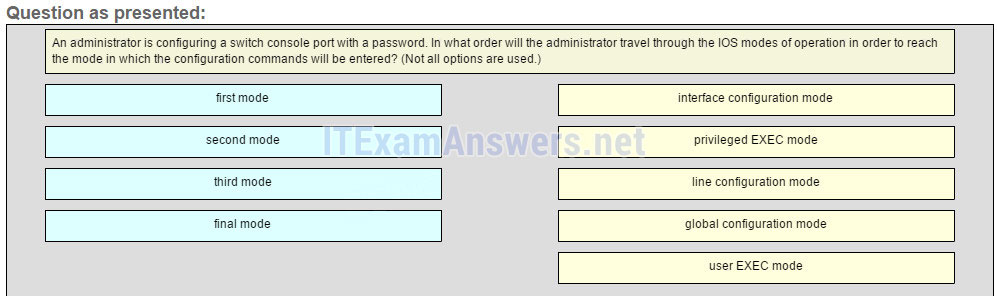 Question as presented:
An administrator is configuring a switch console port with a password. In what order will the administrator travel through the IOS modes of operation in order to reach
the mode in which the configuration commands will be entered? (Not all options are used.)
first mode
interface configuration mode
second mode
privileged EXEC mode
ITExamAnswers.net
third mode
line configuration mode
final mode
global configuration mode
user EXEC mode